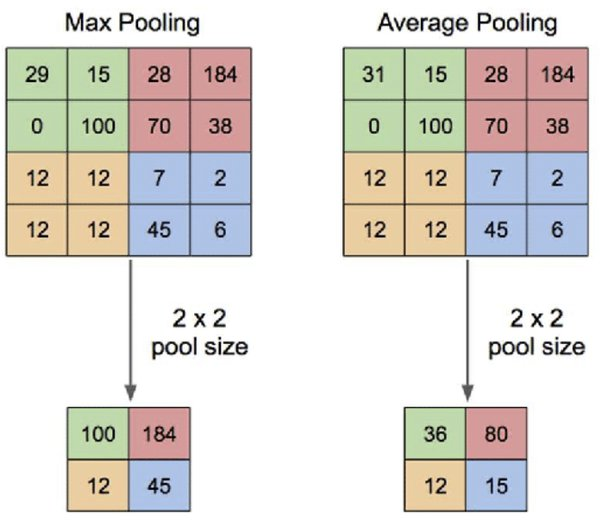 Max Pooling
29 15 28 184
0 100 70 38
12 12 7 2
12 12 45 6
2 x 2
pool size
100 184
12 45
Average Pooling
31 15 28 184
0 100 70 38
12 12 7 2
12 12 45 6
2 x 2
pool size
36 80
12 15